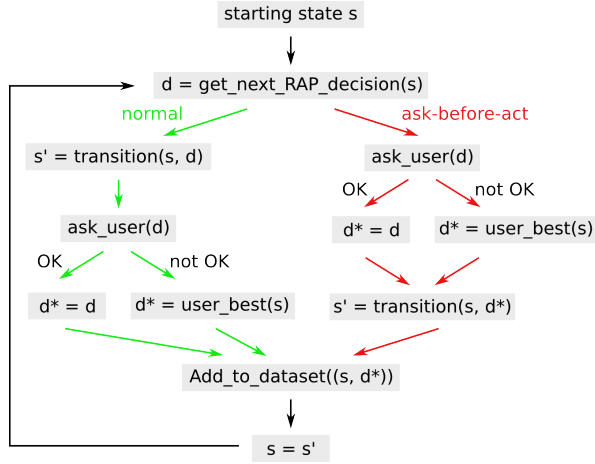 starting state s
d = get_next_RAP_decision(s)
normal
ask-before-act
s' = transition(s, d)
ask_user(d)
OK
not OK
ask_user(d)
d* = d
d* = user_best(s)
OK
not OK
d* = d
d* = user_best(s)
s' = transition(s, d*)
Add_to_dataset((s, d*))
s = s'